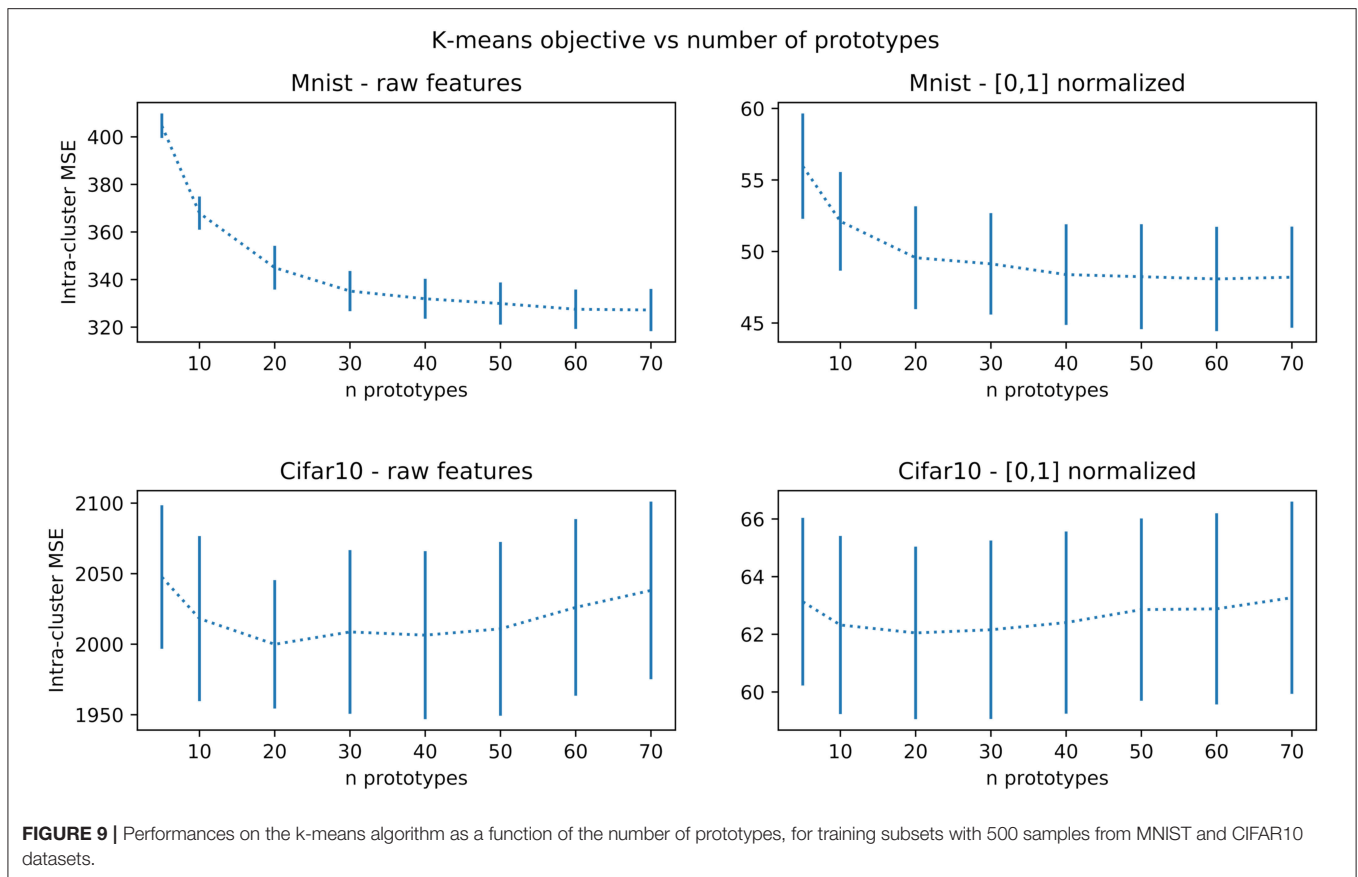 K-means objective vs number of prototypes
Mnist - raw features
Intra-cluster MSE
400
380
360
340
320
10 20 30 40 50 60 70
n prototypes
Mnist - [0,1] normalized
60
55
50
45
10 20 30 40 50 60 70
n prototypes
Cifar10 - raw features
Intra-cluster MSE
2100
2050
2000
1950
10 20 30 40 50 60 70
n prototypes
Cifar10 - [0,1] normalized
66
64
62
60
10 20 30 40 50 60 70
n prototypes
FIGURE 9 | Performances on the k-means algorithm as a function of the number of prototypes, for training subsets with 500 samples from MNIST and CIFAR10
datasets.